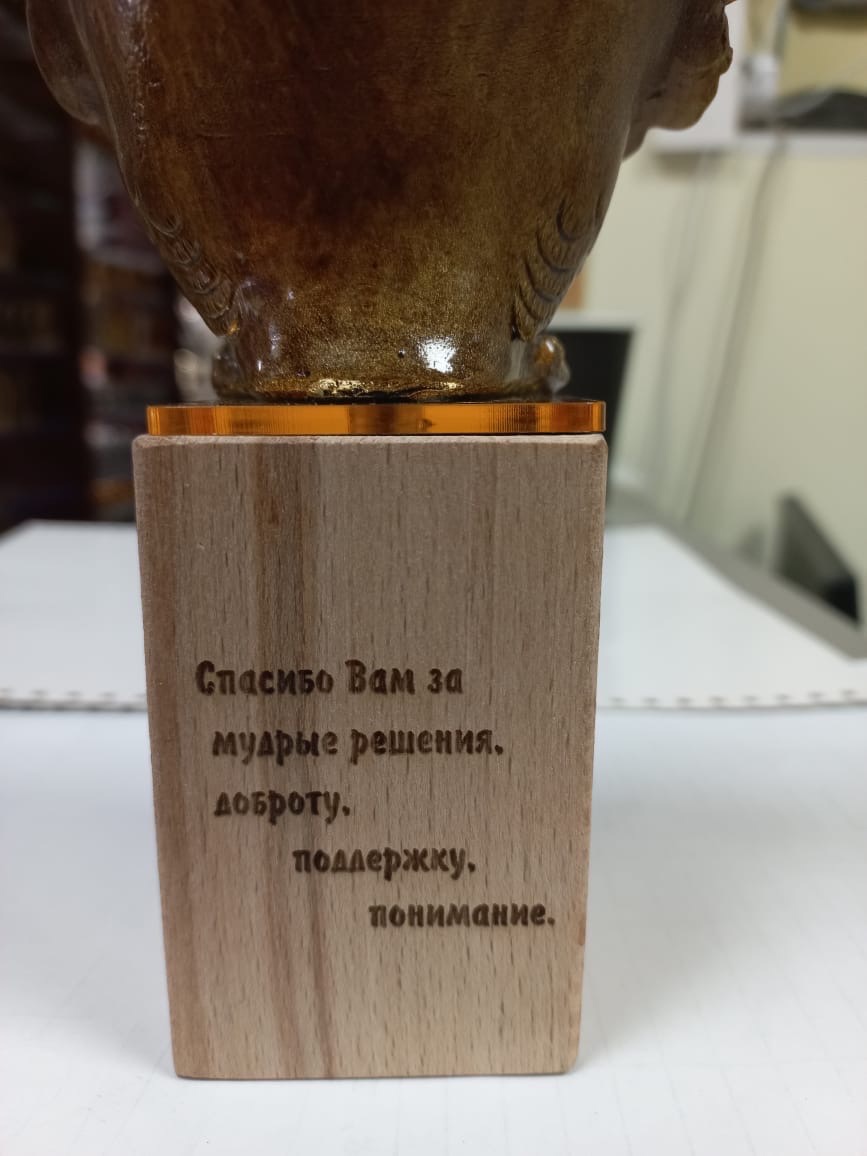 Спасибо Вам за
мудрые решения,
доброту,
поддержку,
понимание.